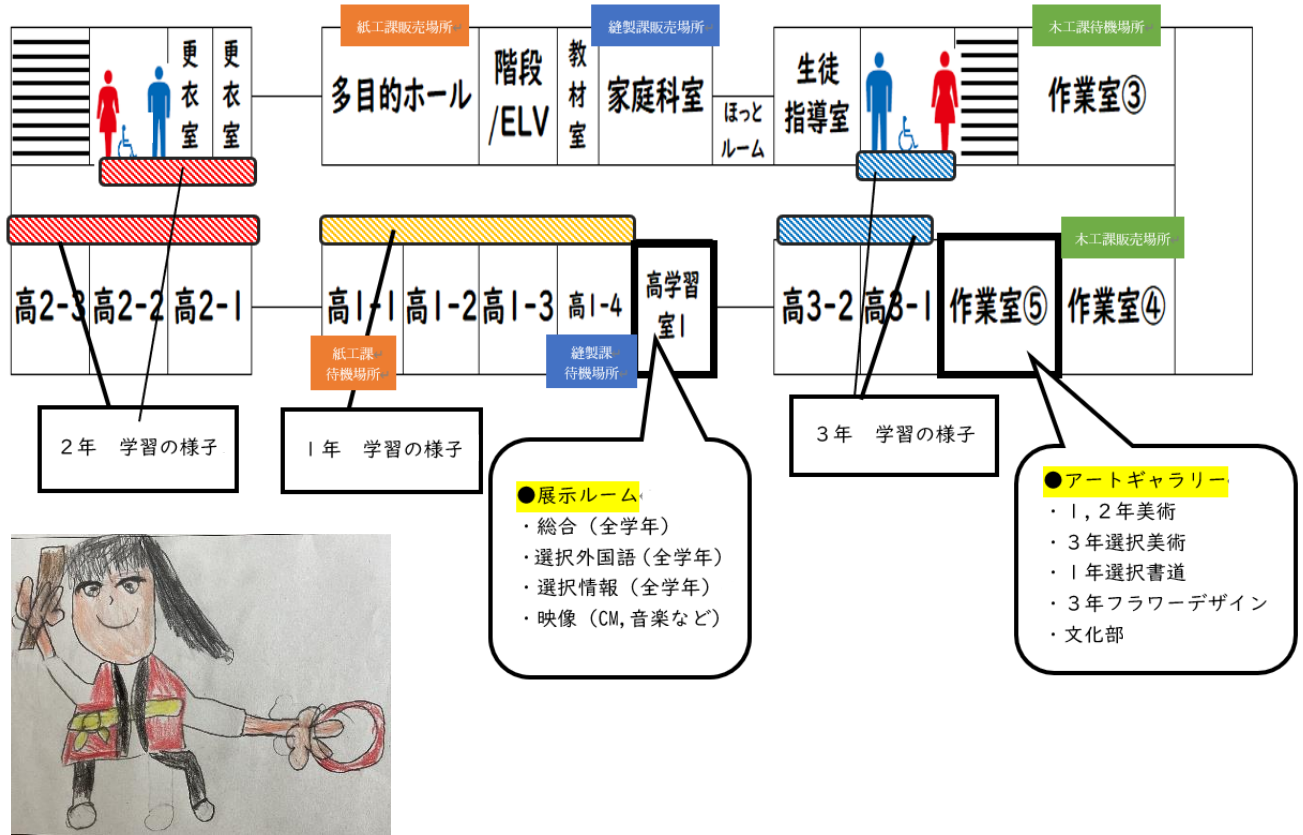 紙工課販売場所
縫製課販売場所
木工課待機場所
更衣室
更衣室
多目的ホール
階段
/ELV
教材室
家庭科室
ほっと
ルーム
生徒
指導室
作業室③
木工課販売場所
高2-3
高2-2
高2-1
高1-1
高1-2
高1-3
高1-4
高学習
室1
高3-2
高3-1
作業室⑤
作業室④
紙工課
待機場所
縫製課
待機場所
2年 学習の様子
1年 学習の様子
3年 学習の様子
●展示ルーム
・総合(全学年)
・選択外国語(全学年)
・選択情報(全学年)
・映像(CM,音楽など)
●アートギャラリー
・1,2年美術
・3年選択美術
・1年選択書道
・3年フラワーデザイン
・文化部